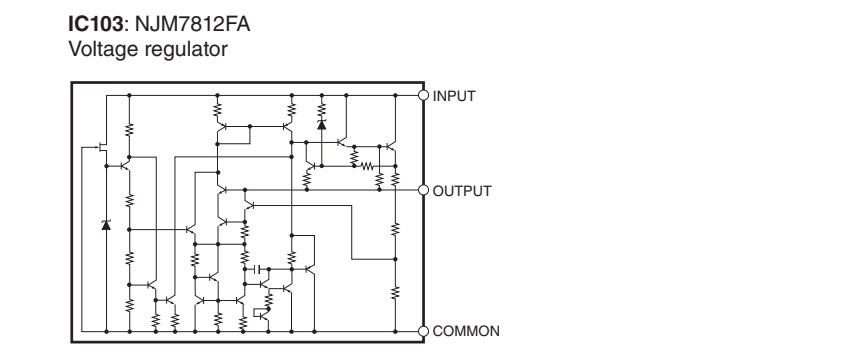 IC103: NJM7812FA
Voltage regulator
INPUT
OUTPUT
COMMON